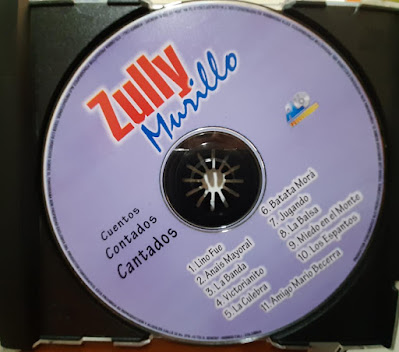 Zully
Murillo
Cuentos
Contados
Cantados
1. Lino Fue
2. Anaís Mayoral
3. La Banda
4. Victorianito
5. La Culebra
6. Batata Morá
7. Jugando
8. La Balsa
9. Miedo en el Monte
10. Los Espantos
11. Amigo Mario Becerra